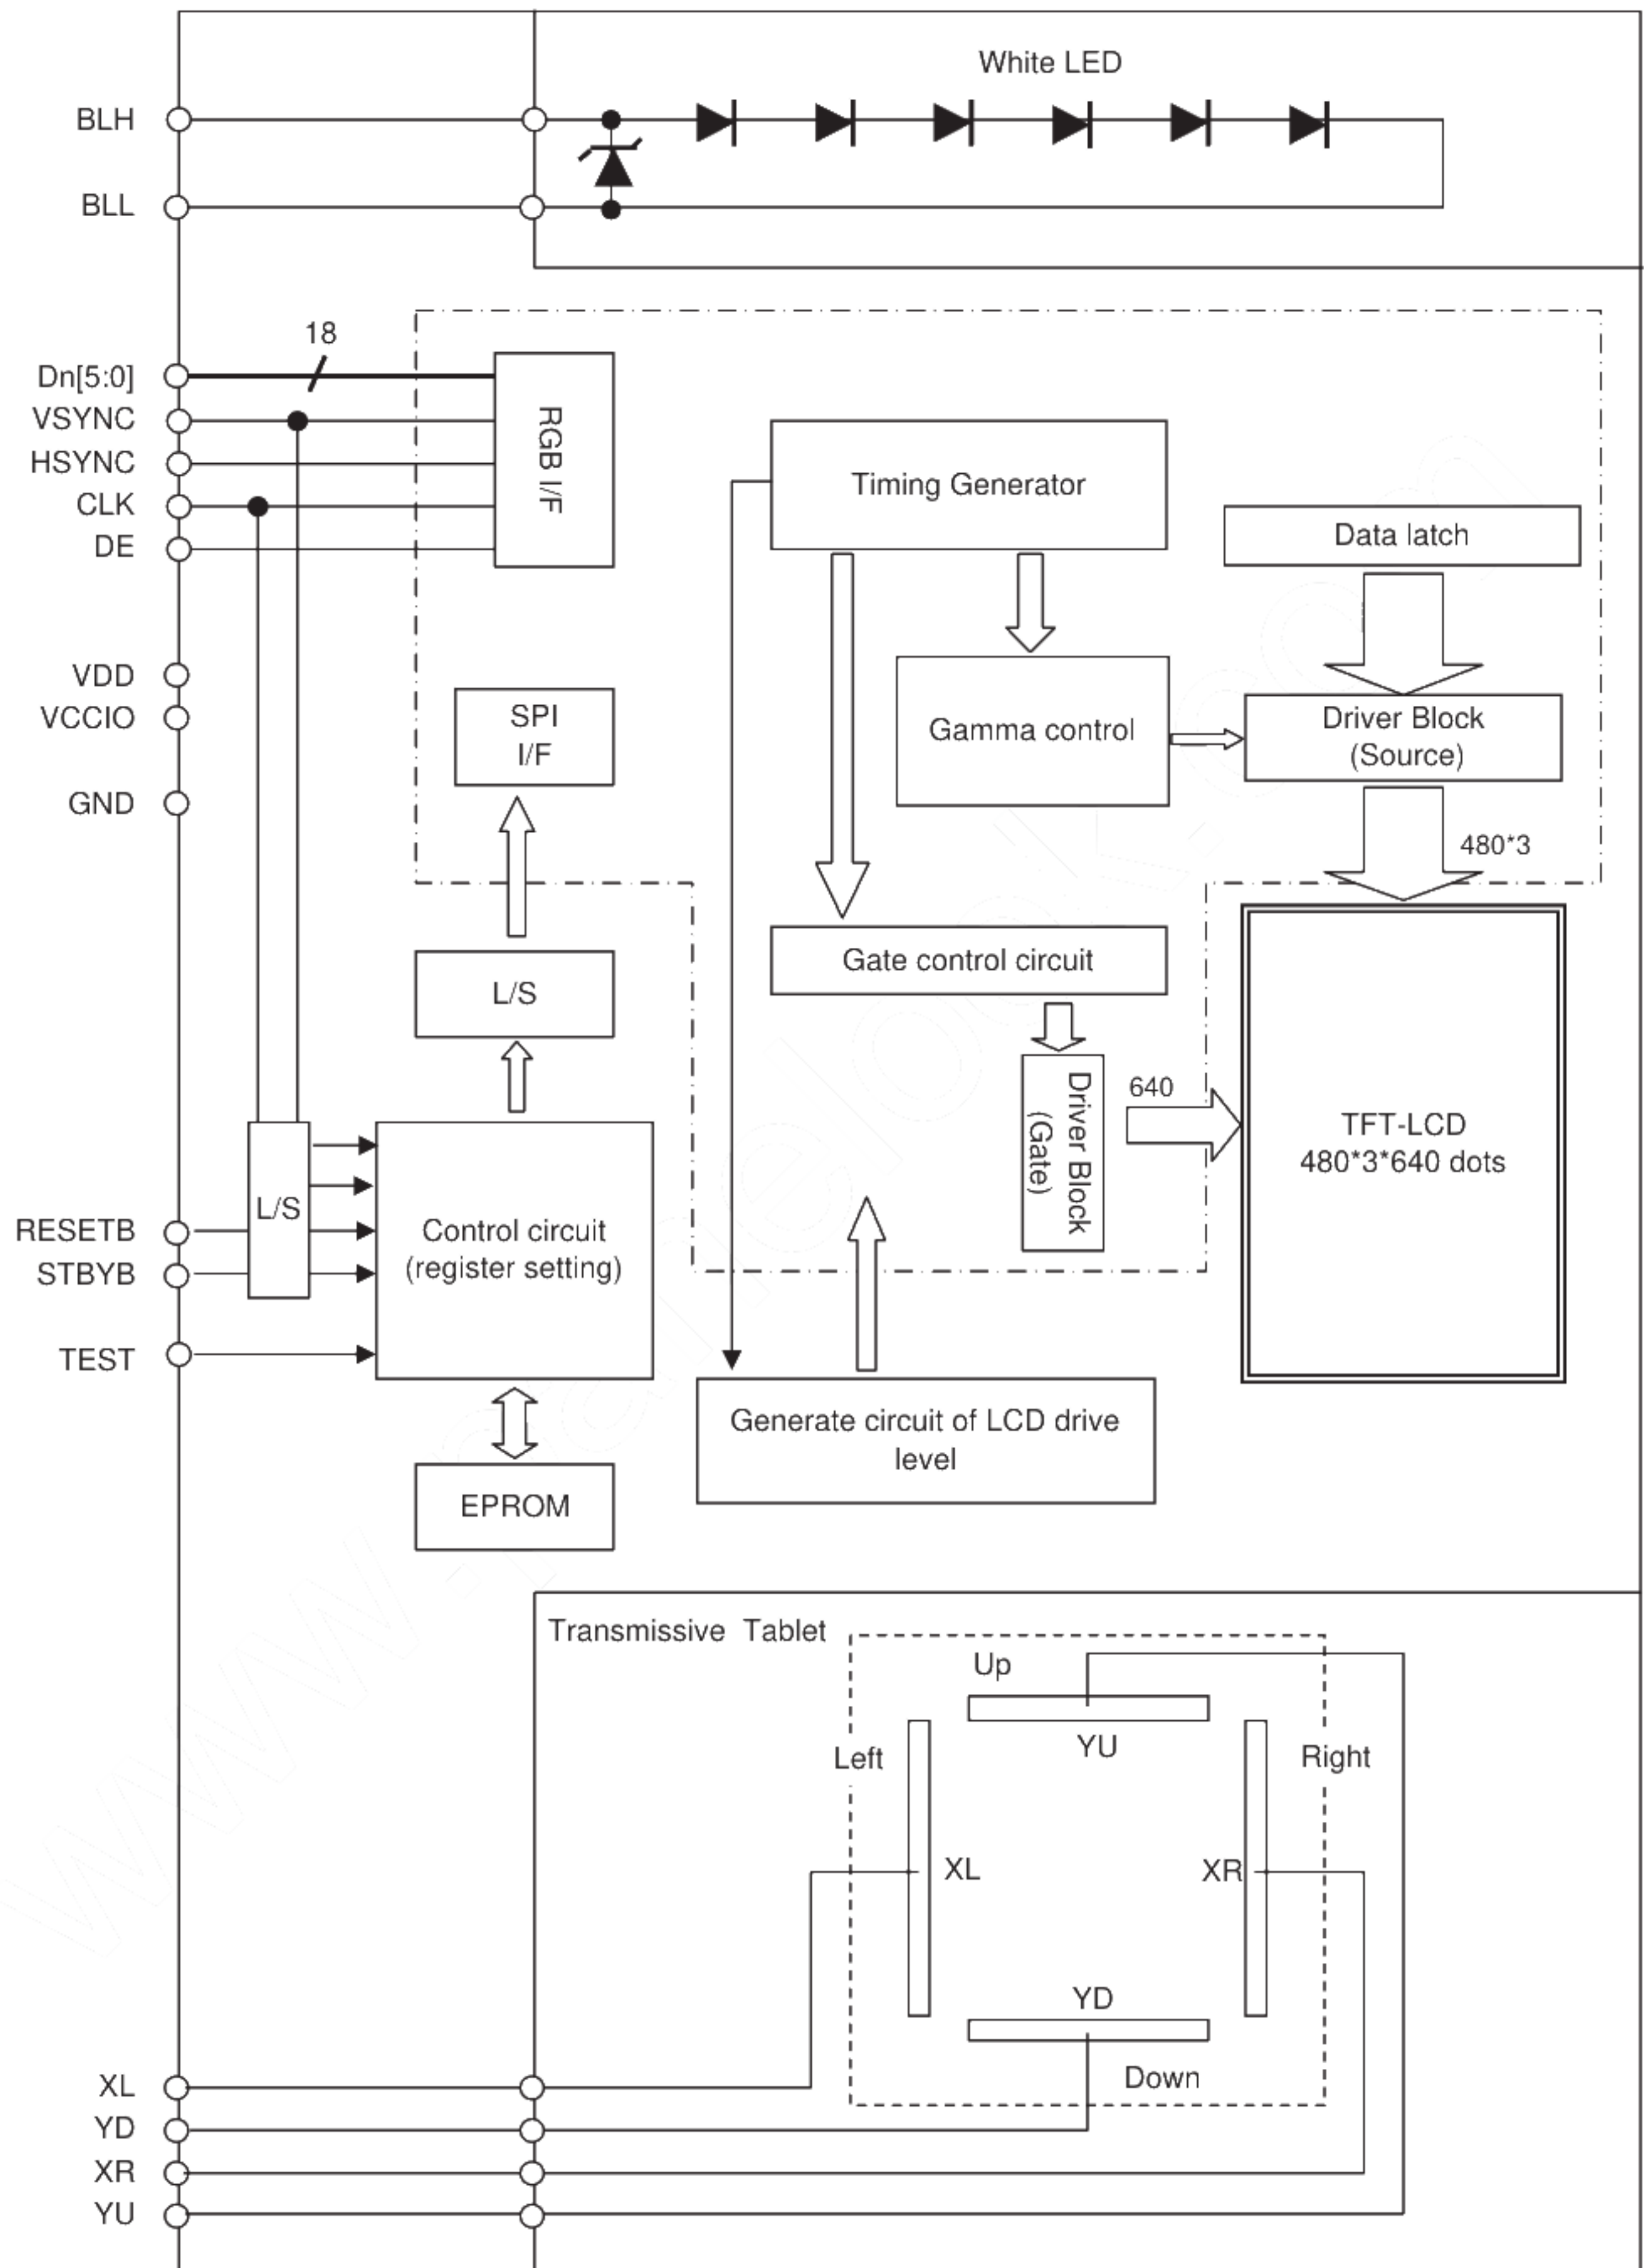 White LED
BLH
BLL
18
Dn[5:0]
VSYNC
HSYNC
CLK
DE
RGB I/F
Timing Generator
Data latch
VDD
VCCIO
GND
SPI
I/F
Gamma control
Driver Block
(Source)
480*3
L/S
Gate control circuit
Driver Block
(Gate)
640
TFT-LCD
480*3*640 dots
L/S
RESETB
STBYB
TEST
Control circuit
(register setting)
Generate circuit of LCD drive
level
EPROM
Transmissive Tablet
Up
YU
Left
Right
XL
XR
YD
Down
XL
YD
XR
YU